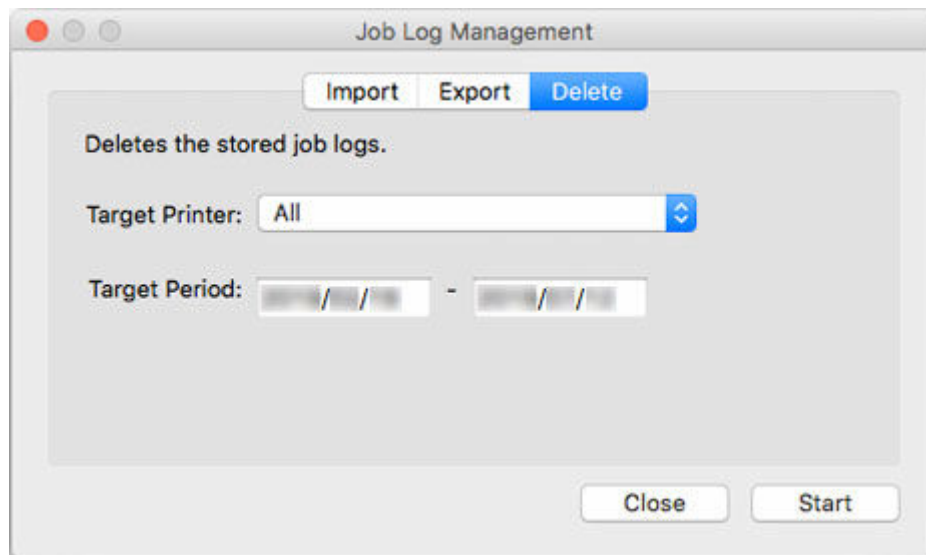 Job Log Management
Import Export Delete
Deletes the stored job logs.
Target Printer: All
Target Period: / / - / /
Close Start